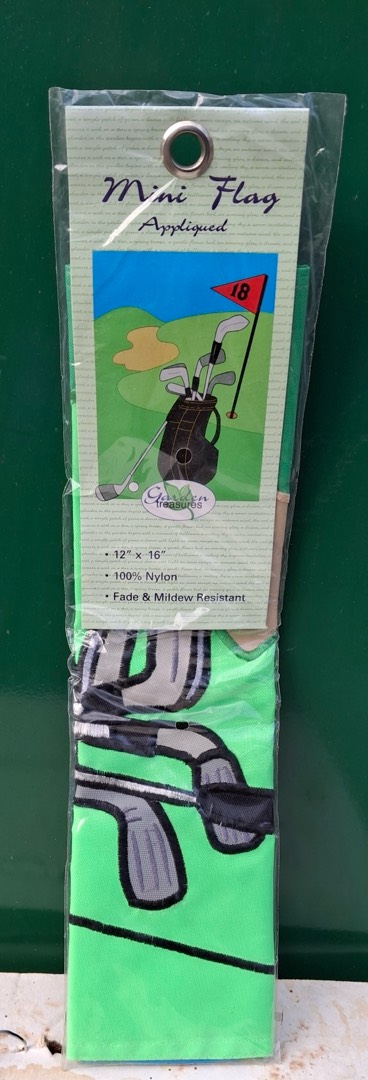 Mini Flag
Appliqued
18
Garden
treasures
• 12" x 16"
• 100% Nylon
• Fade & Mildew Resistant